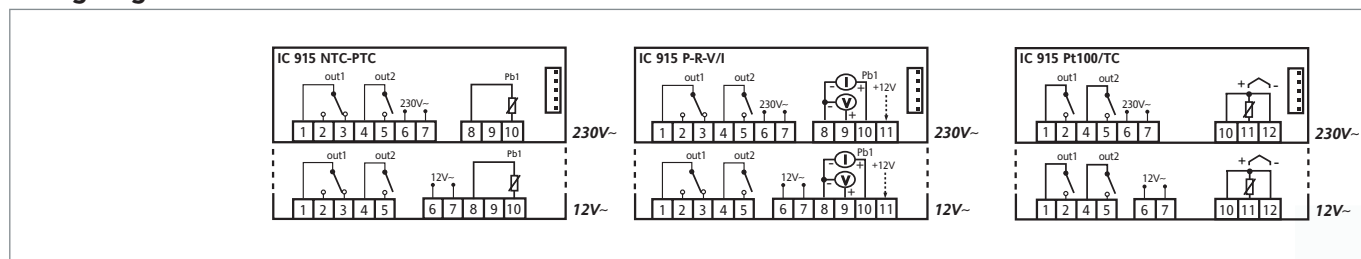 IC 915 NTC-PTC
out1 out2 Pb1
230V~
1 2 3 4 5 6 7 8 9 10
230V~
out1 out2 Pb1
12V~
1 2 3 4 5 6 7 8 9 10
12V~
IC 915 P-R-V/I
out1 out2 Pb1
I +12V
- +
230V~ V
- +
1 2 3 4 5 6 7 8 9 10 11
230V~
out1 out2 Pb1
I +12V
- +
12V~ V
- +
1 2 3 4 5 6 7 8 9 10 11
12V~
IC 915 Pt100/TC
out1 out2 + -
230V~
1 2 4 5 6 7 10 11 12
230V~
out1 out2 + -
12V~
1 2 4 5 6 7 10 11 12
12V~